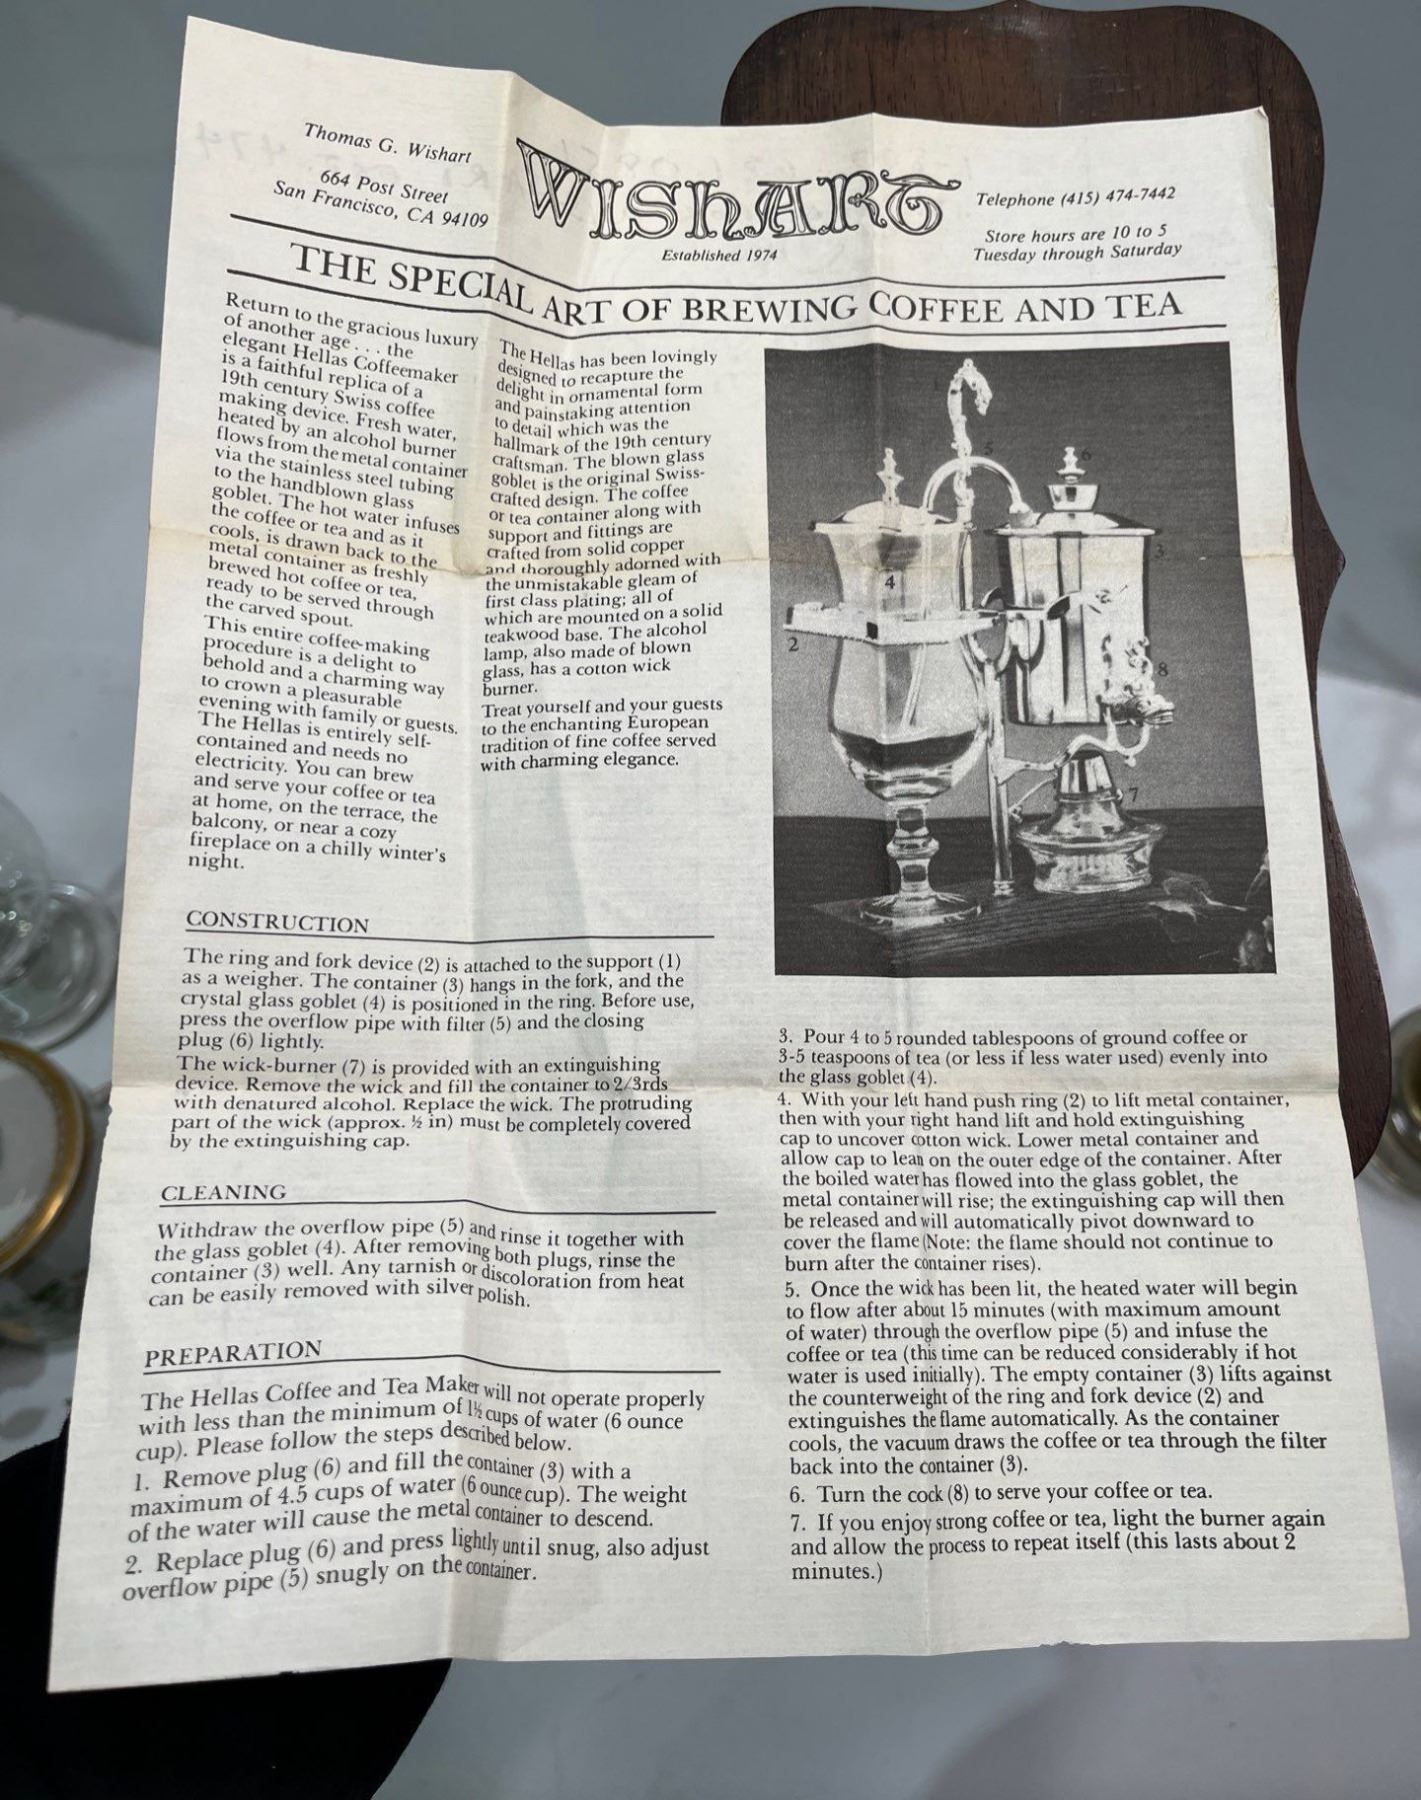 Thomas G. Wishart
664 Post Street
San Francisco, CA 94109
WISHART
Established 1974
Telephone (415) 474-7442
Store hours are 10 to 5
Tuesday through Saturday
THE SPECIAL ART OF BREWING COFFEE AND TEA
Return to the gracious luxury
of another age . . . the
elegant Hellas Coffeemaker
is a faithful replica of a
19th century Swiss coffee
making device. Fresh water,
heated by an alcohol burner
flows from the metal container
via the stainless steel tubing
to the handblown glass
goblet. The hot water infuses
the coffee or tea and as it
cools, is drawn back to the
metal container as freshly
brewed hot coffee or tea,
ready to be served through
the carved spout.
This entire coffee-making
procedure is a delight to
behold and a charming way
to crown a pleasurable
evening with family or guests.
The Hellas is entirely self-
contained and needs no
electricity. You can brew
and serve your coffee or tea
at home, on the terrace, the
balcony, or near a cozy
fireplace on a chilly winter's
night.
The Hellas has been lovingly
designed to recapture the
delight in ornamental form
and painstaking attention
to detail which was the
hallmark of the 19th century
craftsman. The blown glass
goblet is the original Swiss-
crafted design. The coffee
or tea container along with
support and fittings are
crafted from solid copper
and thoroughly adorned with
the unmistakable gleam of
first class plating; all of
which are mounted on a solid
teakwood base. The alcohol
lamp, also made of blown
glass, has a cotton wick
burner.
Treat yourself and your guests
to the enchanting European
tradition of fine coffee served
with charming elegance.
1
5
6
3
4
2
8
7
CONSTRUCTION
The ring and fork device (2) is attached to the support (1)
as a weigher. The container (3) hangs in the fork, and the
crystal glass goblet (4) is positioned in the ring. Before use,
press the overflow pipe with filter (5) and the closing
plug (6) lightly.
The wick-burner (7) is provided with an extinguishing
device. Remove the wick and fill the container to 2/3rds
with denatured alcohol. Replace the wick. The protruding
part of the wick (approx. ½ in) must be completely covered
by the extinguishing cap.
CLEANING
Withdraw the overflow pipe (5) and rinse it together with
the glass goblet (4). After removing both plugs, rinse the
container (3) well. Any tarnish or discoloration from heat
can be easily removed with silver polish.
PREPARATION
The Hellas Coffee and Tea Maker will not operate properly
with less than the minimum of 1½ cups of water (6 ounce
cup). Please follow the steps described below.
1. Remove plug (6) and fill the container (3) with a
maximum of 4.5 cups of water (6 ounce cup). The weight
of the water will cause the metal container to descend.
2. Replace plug (6) and press lightly until snug, also adjust
overflow pipe (5) snugly on the container.
3. Pour 4 to 5 rounded tablespoons of ground coffee or
3-5 teaspoons of tea (or less if less water used) evenly into
the glass goblet (4).
4. With your left hand push ring (2) to lift metal container,
then with your right hand lift and hold extinguishing
cap to uncover cotton wick. Lower metal container and
allow cap to lean on the outer edge of the container. After
the boiled water has flowed into the glass goblet, the
metal container will rise; the extinguishing cap will then
be released and will automatically pivot downward to
cover the flame (Note: the flame should not continue to
burn after the container rises).
5. Once the wick has been lit, the heated water will begin
to flow after about 15 minutes (with maximum amount
of water) through the overflow pipe (5) and infuse the
coffee or tea (this time can be reduced considerably if hot
water is used initially). The empty container (3) lifts against
the counterweight of the ring and fork device (2) and
extinguishes the flame automatically. As the container
cools, the vacuum draws the coffee or tea through the filter
back into the container (3).
6. Turn the cock (8) to serve your coffee or tea.
7. If you enjoy strong coffee or tea, light the burner again
and allow the process to repeat itself (this lasts about 2
minutes.)